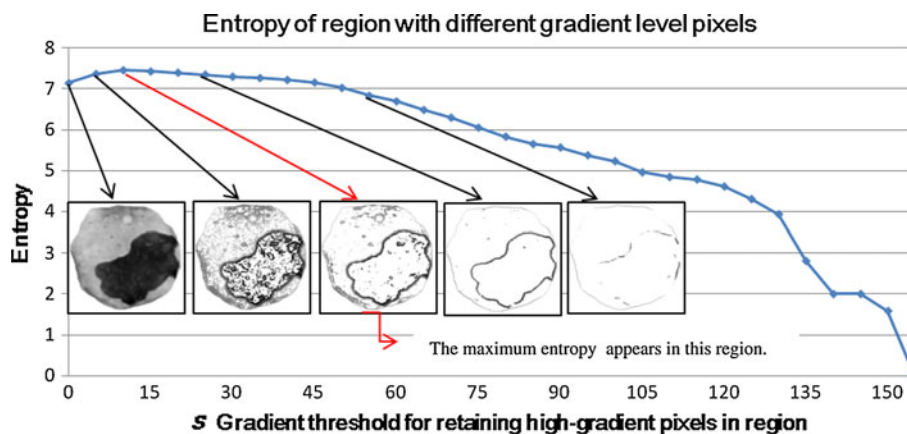 Entropy of region with different gradient level pixels
8
7
6
5
4
3
2
1
0
Entropy
The maximum entropy appears in this region.
0 15 30 45 60 75 90 105 120 135 150
s Gradient threshold for retaining high-gradient pixels in region